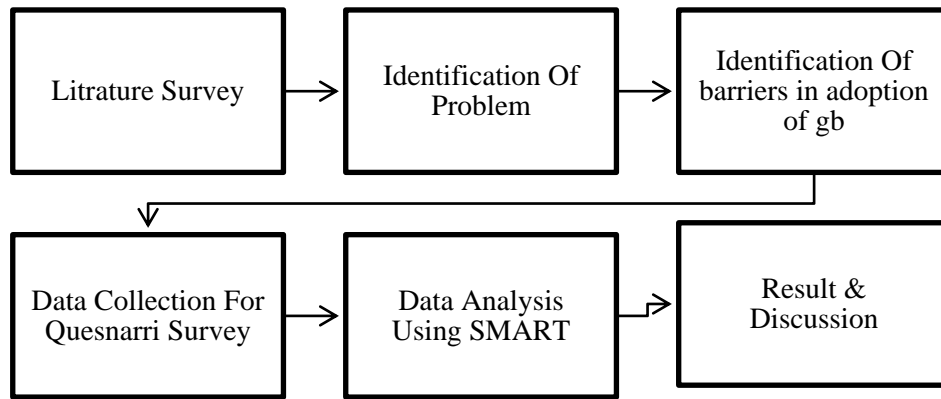 Litrature Survey
Identification Of
Problem
Identification Of
barriers in adoption
of gb
Data Collection For
Quesnarri Survey
Data Analysis
Using SMART
Result &
Discussion